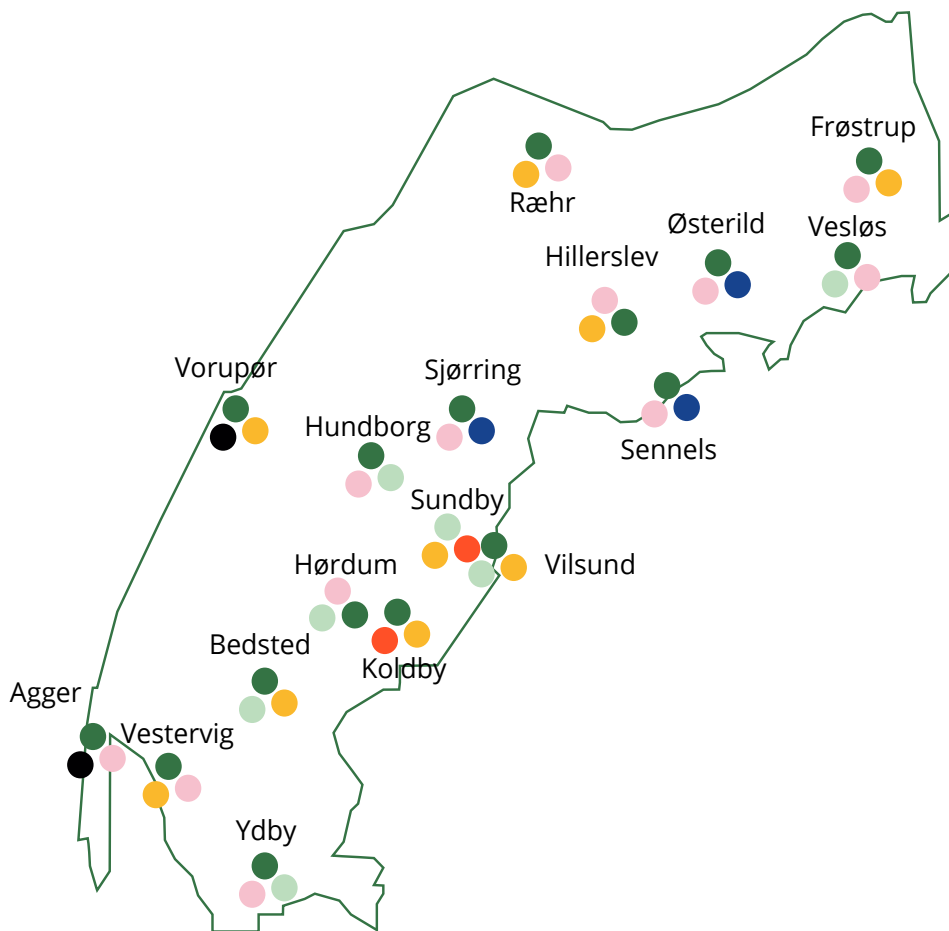 Frøstrup
Ræhr
Østerild
Vesløs
Hillerslev
Vorupør
Sjørring
Hundborg
Sennels
Sundby
Hørdum
Vilsund
Bedsted
Koldby
Agger
Vestervig
Ydby